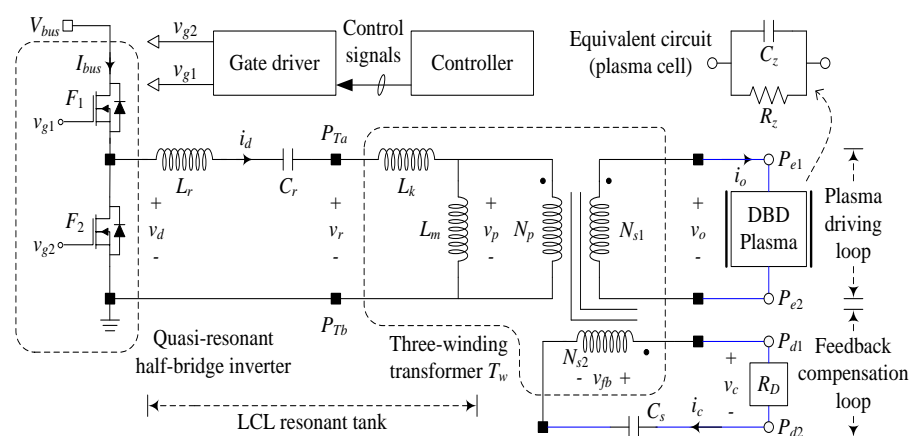 V_bus
I_bus
F_1
v_g1
F_2
v_g2
v_g2
v_g1
Gate driver
Control
signals
Controller
Equivalent circuit
(plasma cell)
C_z
R_z
L_r
i_d
C_r
P_Ta
L_k
+
v_d
-
+
v_r
-
L_m
+
v_p
-
N_p
N_s1
+
v_o
-
i_o
P_e1
DBD
Plasma
P_e2
Plasma
driving
loop
P_Tb
Quasi-resonant
half-bridge inverter
Three-winding
transformer T_w
N_s2
- v_fb +
+
v_c
-
P_d1
R_D
P_d2
C_s
i_c
Feedback
compensation
loop
LCL resonant tank